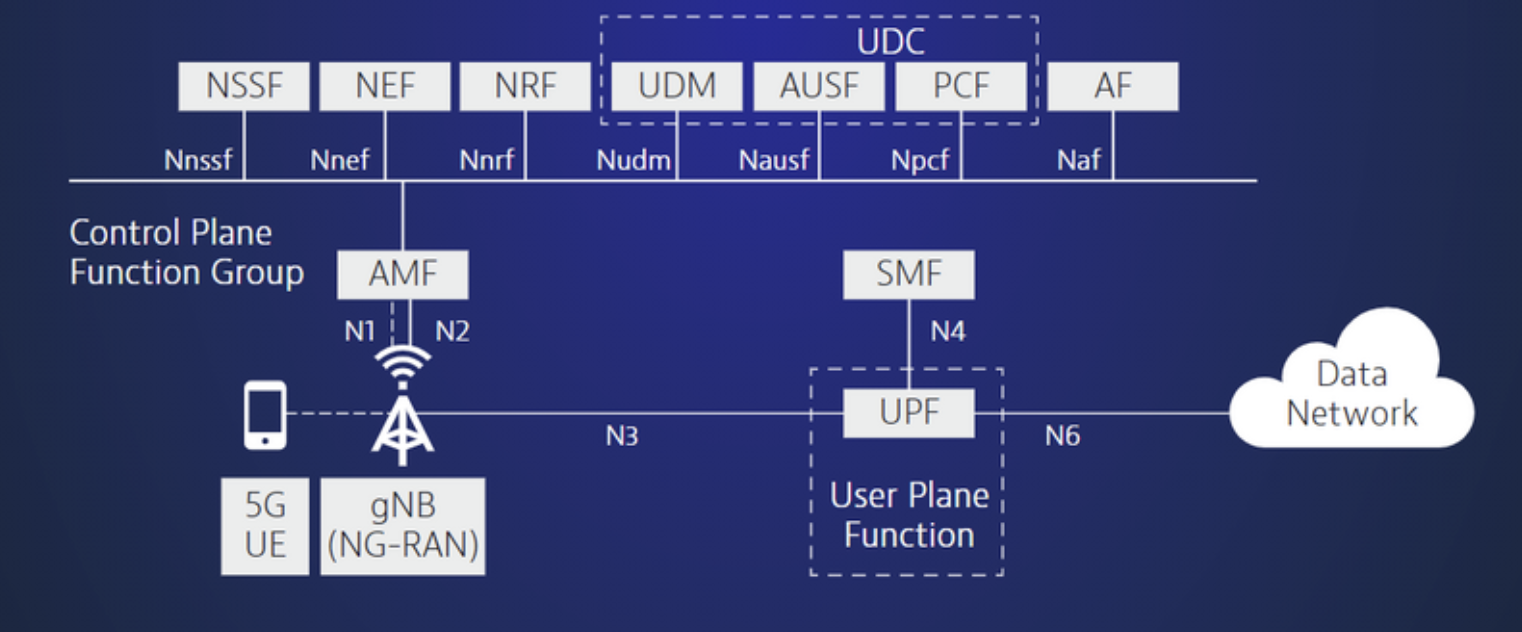 UDC
NSSF NEF NRF UDM AUSF PCF AF
Nnssf Nnef Nnrf Nudm Nausf Npcf Naf
Control Plane
Function Group
AMF
SMF
N1 N2
N4
Data
Network
UPF
N3
N6
5G
UE
gNB
(NG-RAN)
User Plane
Function